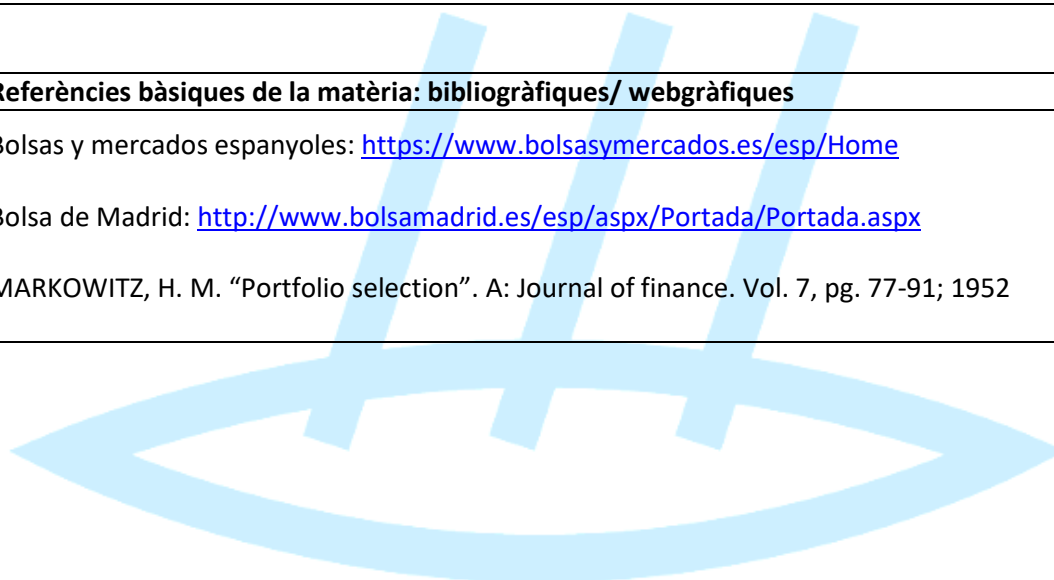 Referències bàsiques de la matèria: bibliogràfiques/ webgràfiques
Bolsas y mercados espanyoles: https://www.bolsasymercados.es/esp/Home
Bolsa de Madrid: http://www.bolsamadrid.es/esp/aspx/Portada/Portada.aspx
MARKOWITZ, H. M. “Portfolio selection”. A: Journal of finance. Vol. 7, pg. 77-91; 1952